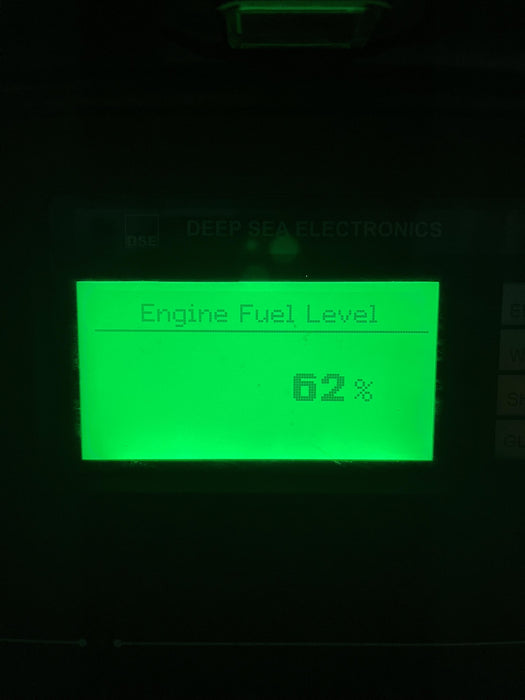 DSE DEEP SEA ELECTRONICS
Engine Fuel Level
62 %